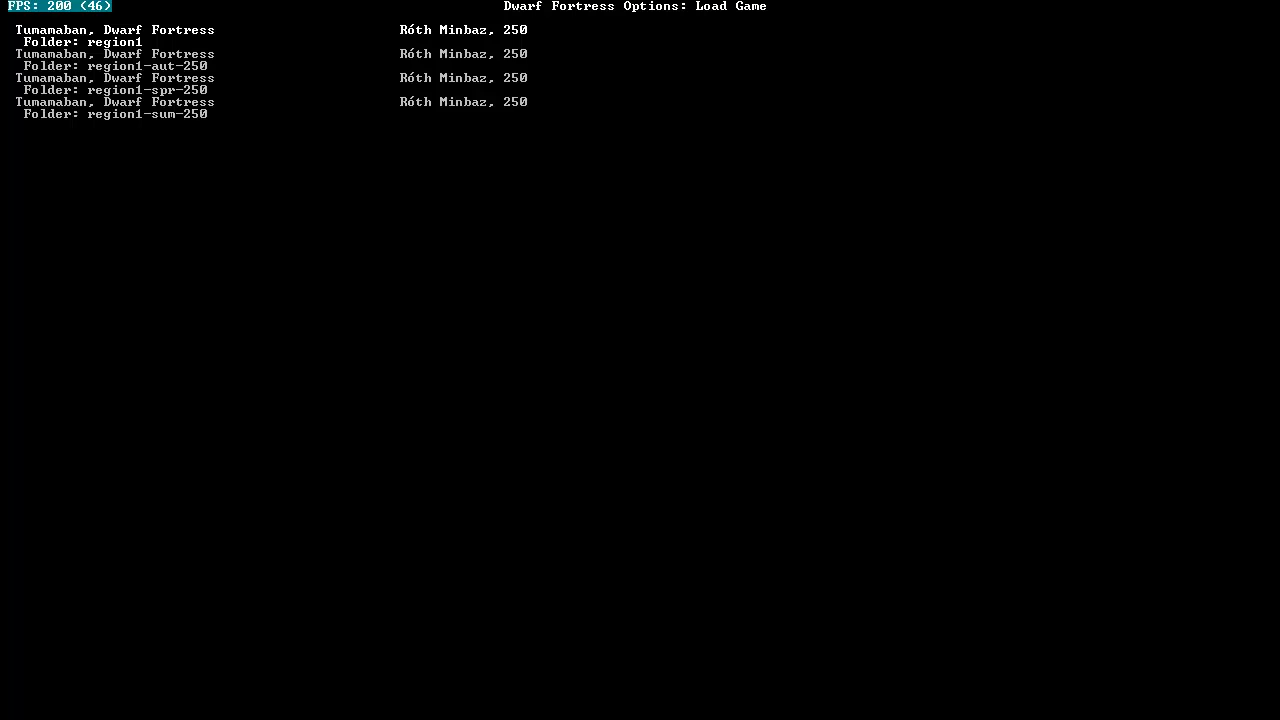 FPS: 200 (46) Dwarf Fortress Options: Load Game
Tumamaban, Dwarf Fortress Róth Minbaz, 250
Folder: region1
Tumamaban, Dwarf Fortress Róth Minbaz, 250
Folder: region1-aut-250
Tumamaban, Dwarf Fortress Róth Minbaz, 250
Folder: region1-spr-250
Tumamaban, Dwarf Fortress Róth Minbaz, 250
Folder: region1-sum-250